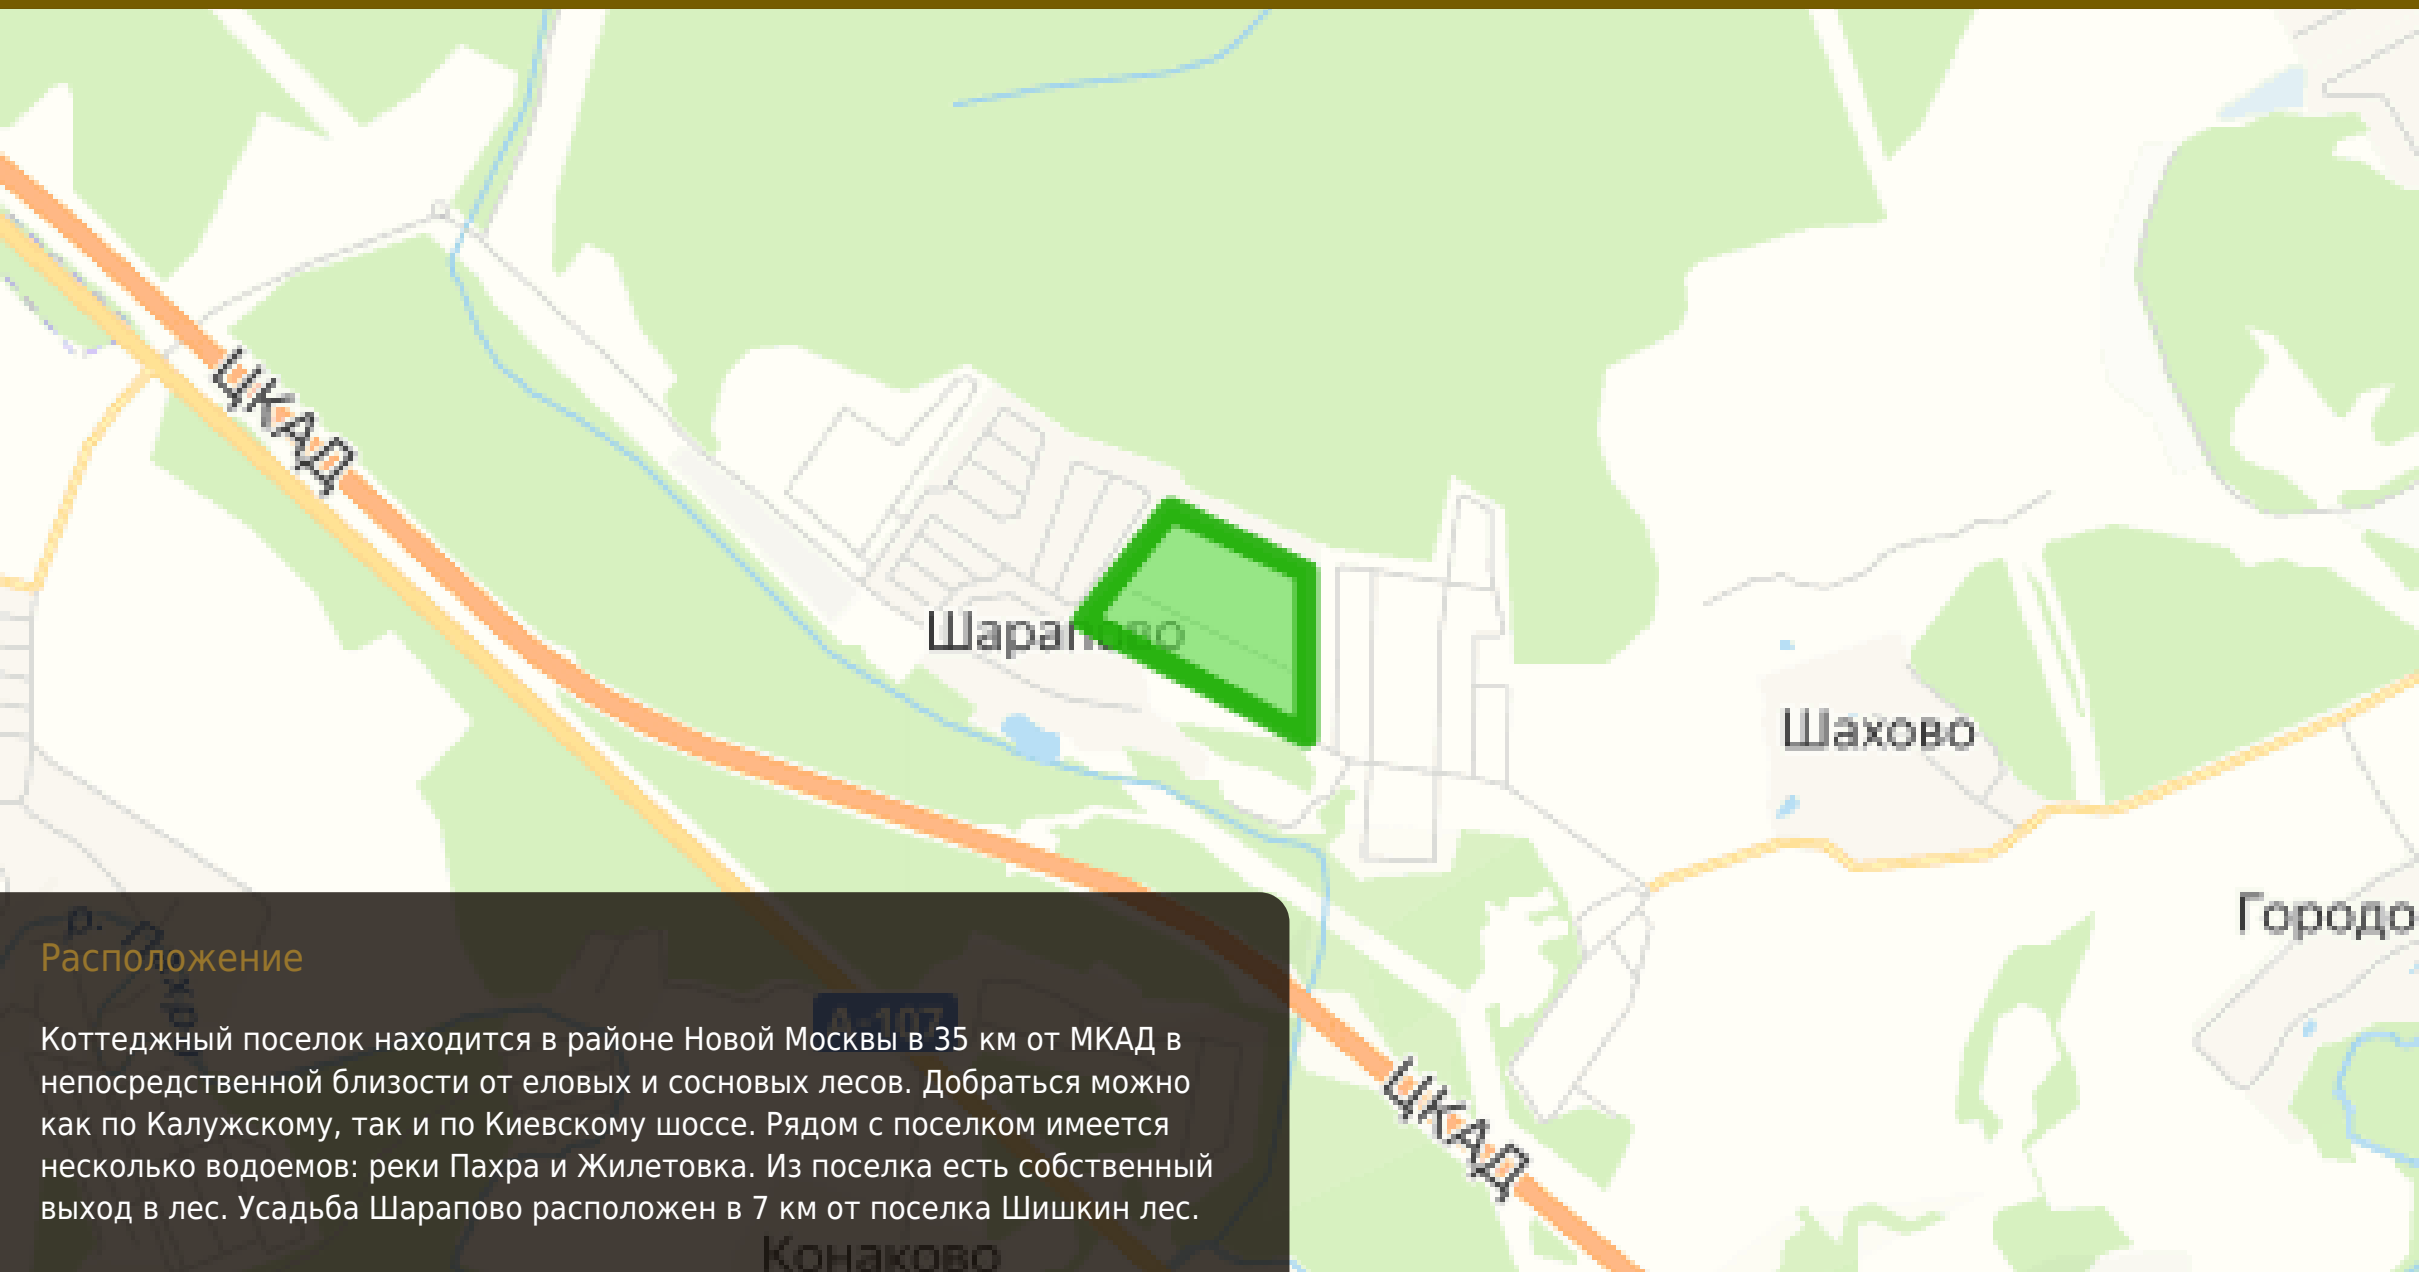 ЦКАД
Шарапово
Шахово
Городо
р. Пахра
Расположение
А-107
Коттеджный поселок находится в районе Новой Москвы в 35 км от МКАД в
непосредственной близости от еловых и сосновых лесов. Добраться можно
как по Калужскому, так и по Киевскому шоссе. Рядом с поселком имеется
несколько водоемов: реки Пахра и Жилетовка. Из поселка есть собственный
выход в лес. Усадьба Шарапово расположен в 7 км от поселка Шишкин лес.
ЦКАД
Конаково